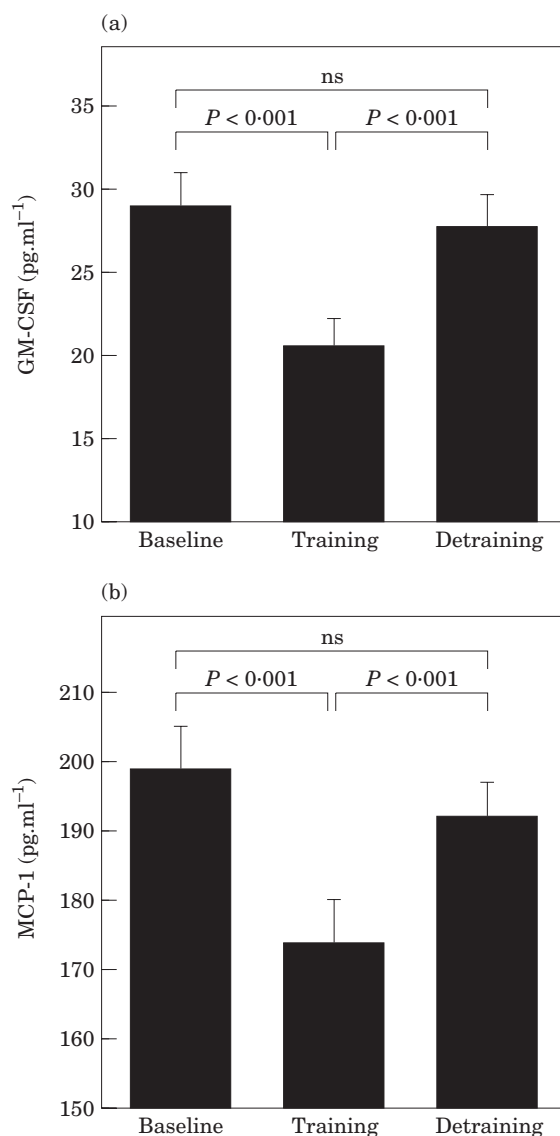 (a)
ns
P < 0·001 P < 0·001
35
30
25
20
15
10
GM-CSF (pg.ml⁻¹)
Baseline Training Detraining
(b)
ns
P < 0·001 P < 0·001
210
200
190
180
170
160
150
MCP-1 (pg.ml⁻¹)
Baseline Training Detraining